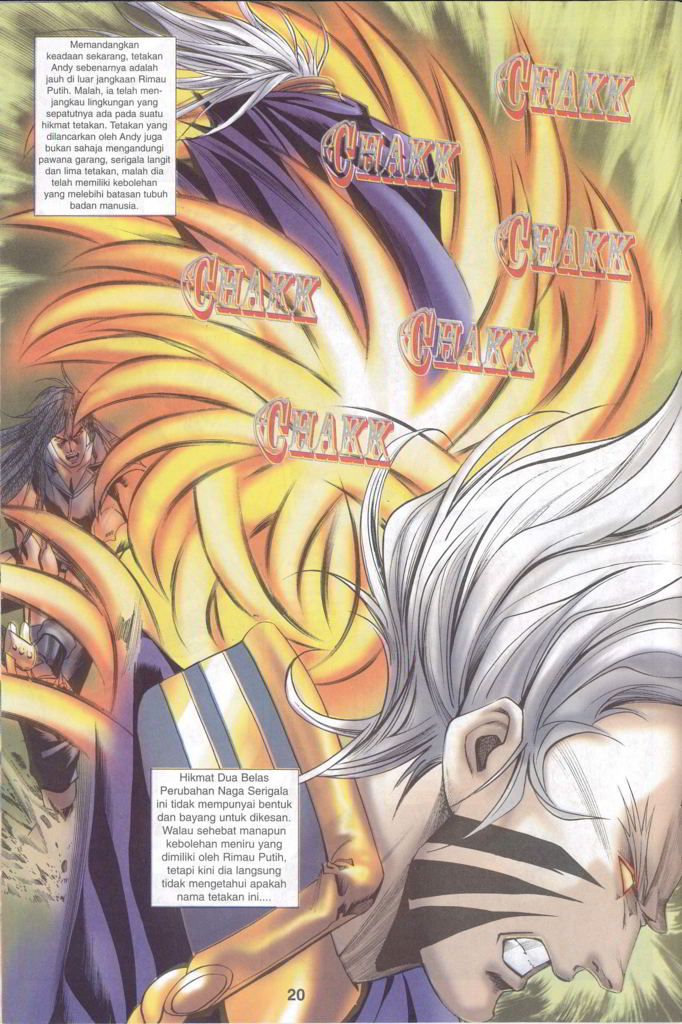 Memandangkan
keadaan sekarang, tetakan
Andy sebenarnya adalah
jauh di luar jangkaan Rimau
Putih. Malah, ia telah men-
jangkau lingkungan yang
sepatutnya ada pada suatu
hikmat tetakan. Tetakan yang
dilancarkan oleh Andy juga
bukan sahaja mengandungi
pawana garang, serigala langit
dan lima tetakan, malah dia
telah memiliki kebolehan
yang melebihi batasan tubuh
badan manusia.
CHAKK
CHAKK
CHAKK
CHAKK
CHAKK
CHAKK
Hikmat Dua Belas
Perubahan Naga Serigala
ini tidak mempunyai bentuk
dan bayang untuk dikesan.
Walau sehebat manapun
kebolehan meniru yang
dimiliki oleh Rimau Putih,
tetapi kini dia langsung
tidak mengetahui apakah
nama tetakan ini....
20